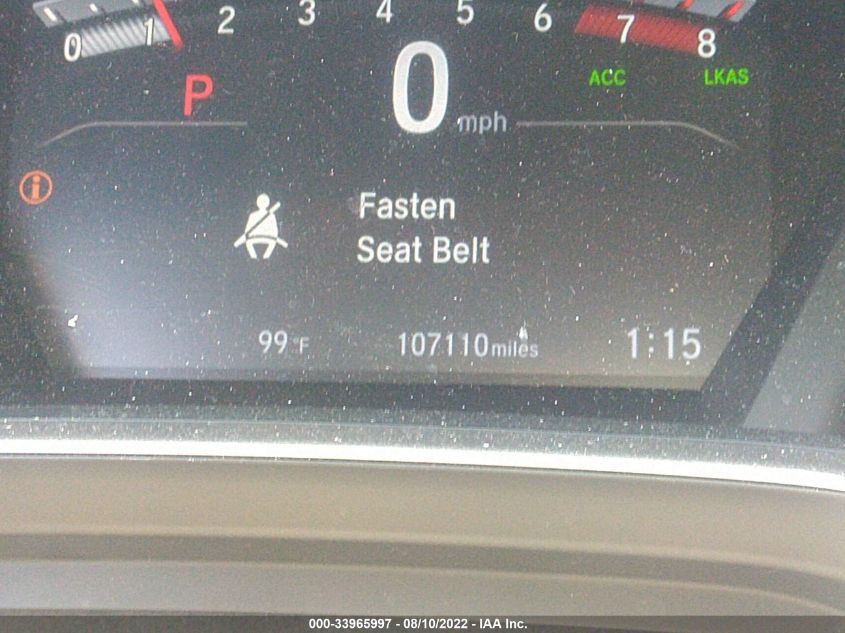 0 1 2 3 4 5 6 7 8
P 0 mph ACC LKAS
Fasten
Seat Belt
99 °F 107110 miles 1:15
000-33965997 - 08/10/2022 - IAA Inc.